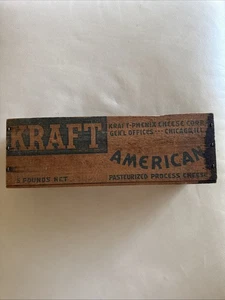 KRAFT
KRAFT-PHENIX CHEESE CORP.
GEN'L OFFICES CHICAGO, ILL.
AMERICAN
POUNDS NET
PASTEURIZED PROCESS CHEESE